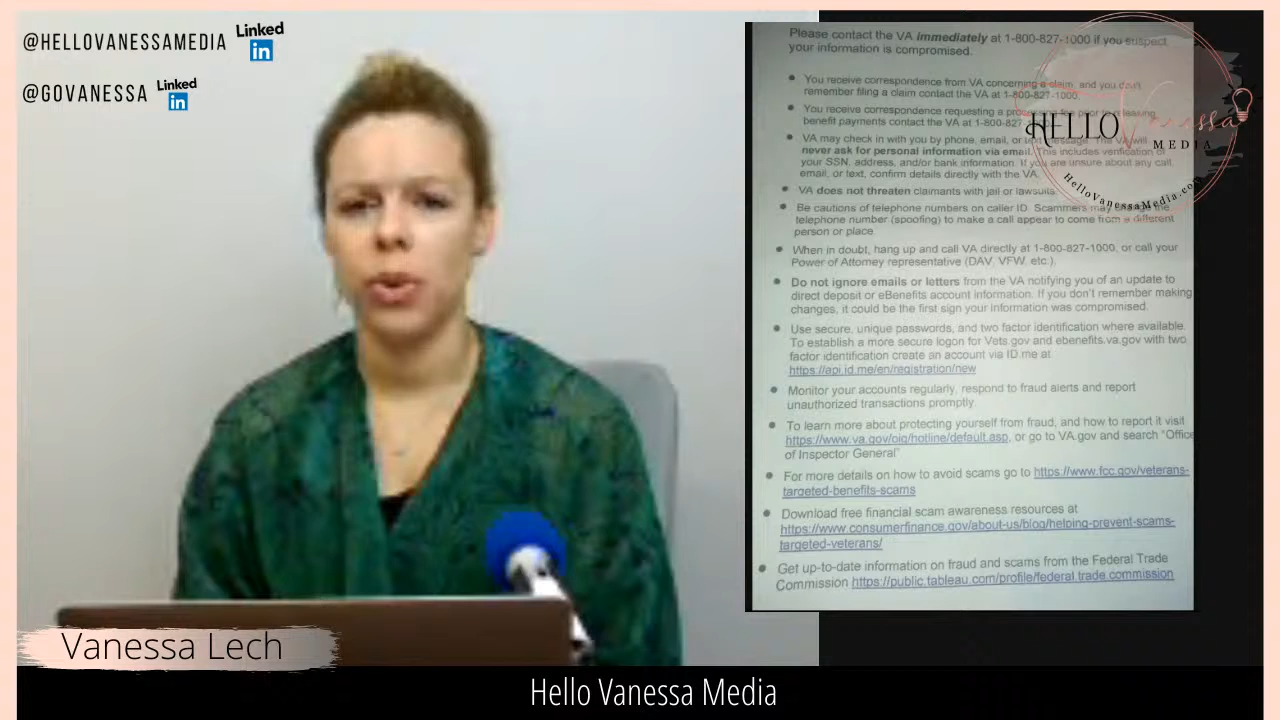 @HELLOVANESSAMEDIA
Linked
in
@GOVANESSA
Linked
in
Please contact the VA immediately at 1-800-827-1000 if you suspect
your information is compromised.
You receive correspondence from VA concerning a claim, and you don't
remember filing a claim contact the VA at 1-800-827-1000.
You receive correspondence requesting a processing fee prior to releasing
benefit payments contact the VA at 1-800-827-
VA may check in with you by phone, email, or message. The VA will
never ask for personal information via email. This includes verification of
your SSN, address, and/or bank information. If you are unsure about any call,
email, or text, confirm details directly with the VA.
VA does not threaten claimants with jail or lawsuits.
Be cautions of telephone numbers on caller ID. Scammers may change the
telephone number (spoofing) to make a call appear to come from a different
person or place.
When in doubt, hang up and call VA directly at 1-800-827-1000, or call your
Power of Attorney representative (DAV, VFW, etc.).
Do not ignore emails or letters from the VA notifying you of an update to
direct deposit or eBenefits account information. If you don't remember making
changes, it could be the first sign your information was compromised.
Use secure, unique passwords, and two factor identification where available.
To establish a more secure logon for Vets.gov and ebenefits.va.gov with two
factor identification create an account via ID.me at
https://api.id.me/en/registration/new
Monitor your accounts regularly, respond to fraud alerts and report
unauthorized transactions promptly.
To learn more about protecting yourself from fraud, and how to report it visit
https://www.va.gov/oig/hotline/default.asp, or go to VA.gov and search "Office
of Inspector General"
For more details on how to avoid scams go to https://www.fcc.gov/veterans-
targeted-benefits-scams
Download free financial scam awareness resources at
https://www.consumerfinance.gov/about-us/blog/helping-prevent-scams-
targeted-veterans/
Get up-to-date information on fraud and scams from the Federal Trade
Commission https://public.tableau.com/profile/federal.trade.commission
HELLO Vanessa
MEDIA
HelloVanessaMedia.com
Vanessa Lech
Hello Vanessa Media